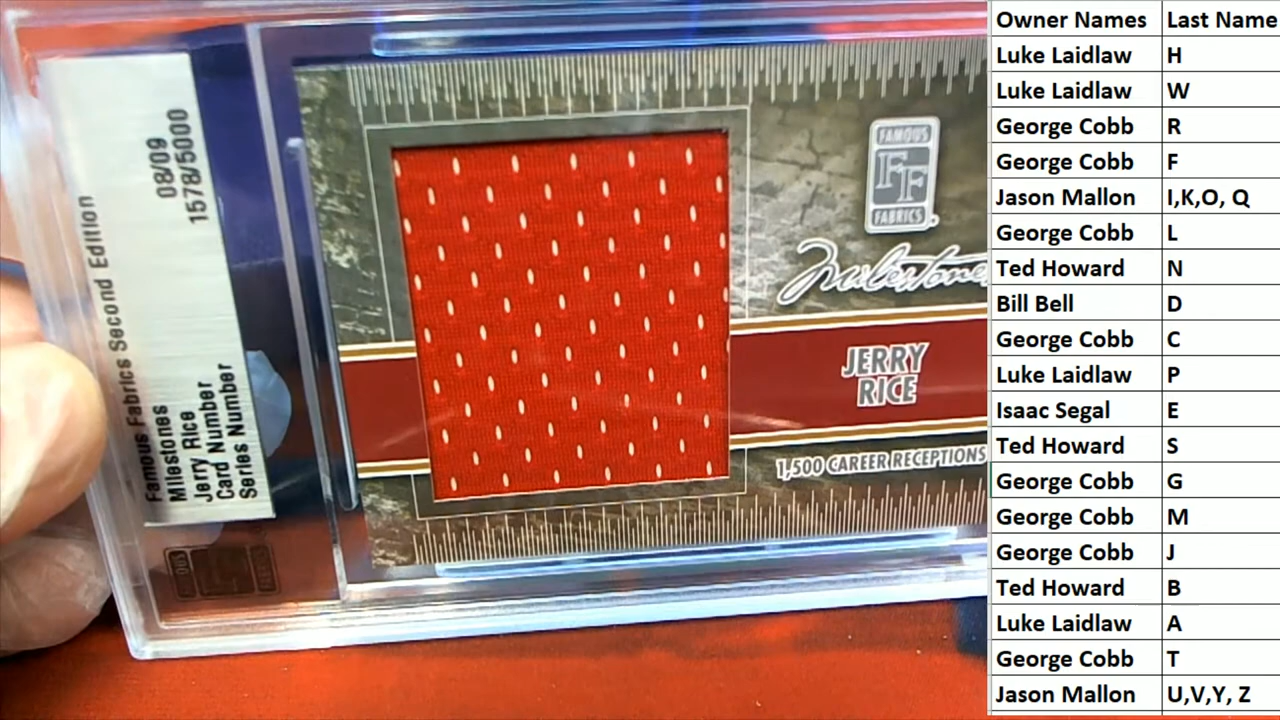 Famous Fabrics Second Edition
Milestones
Jerry Rice
Card Number 08/09
Series Number 1578/5000
FAMOUS
FF
FABRICS
Milestone
JERRY
RICE
1,500 CAREER RECEPTIONS
Owner Names Last Name
Luke Laidlaw H
Luke Laidlaw W
George Cobb R
George Cobb F
Jason Mallon I,K,O, Q
George Cobb L
Ted Howard N
Bill Bell D
George Cobb C
Luke Laidlaw P
Isaac Segal E
Ted Howard S
George Cobb G
George Cobb M
George Cobb J
Ted Howard B
Luke Laidlaw A
George Cobb T
Jason Mallon U,V,Y, Z